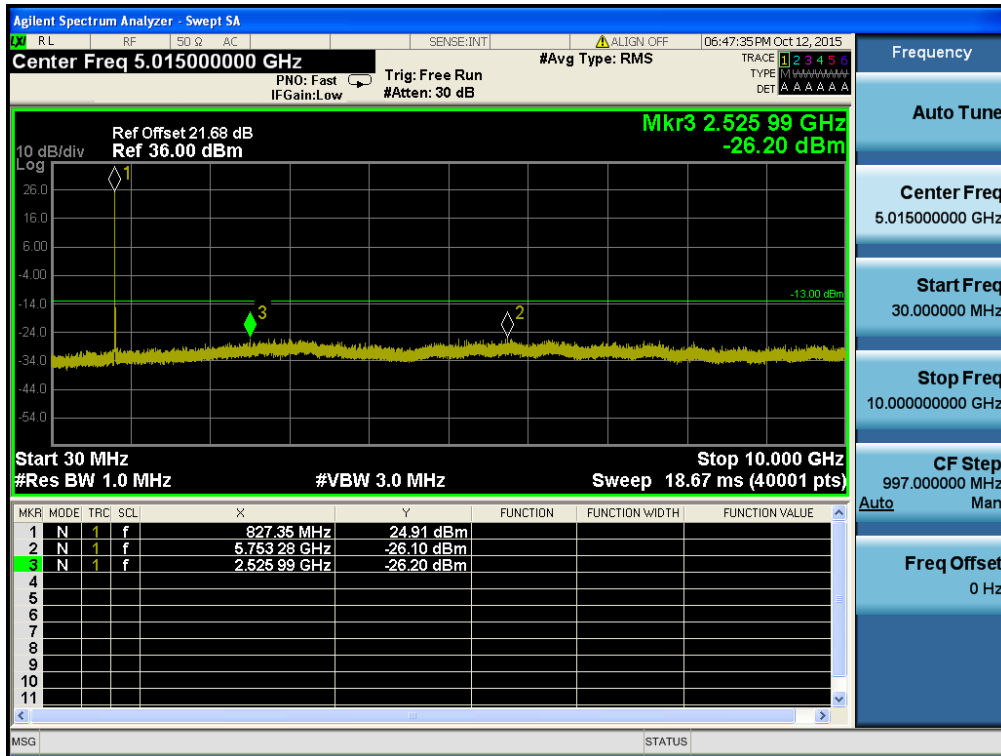 Agilent Spectrum Analyzer - Swept SA
LXI RL RF 50 Ω AC SENSE:INT ALIGN OFF 06:47:35 PM Oct 12, 2015
Center Freq 5.015000000 GHz
PNO: Fast
IFGain:Low
Trig: Free Run
#Atten: 30 dB
#Avg Type: RMS
TRACE 1 2 3 4 5 6
TYPE M WWWWW
DET A A A A A A
Mkr3 2.525 99 GHz
-26.20 dBm
Ref Offset 21.68 dB
10 dB/div Ref 36.00 dBm
Log
1
26.0
16.0
6.00
-4.00
-13.00 dBm
-14.0
3
2
-24.0
-34.0
-44.0
-54.0
Start 30 MHz Stop 10.000 GHz
#Res BW 1.0 MHz #VBW 3.0 MHz Sweep 18.67 ms (40001 pts)
MKR MODE TRC SCL X Y FUNCTION FUNCTION WIDTH FUNCTION VALUE
1 N 1 f 827.35 MHz 24.91 dBm
2 N 1 f 5.753 28 GHz -26.10 dBm
3 N 1 f 2.525 99 GHz -26.20 dBm
4
5
6
7
8
9
10
11
MSG STATUS
Frequency
Auto Tune
Center Freq
5.015000000 GHz
Start Freq
30.000000 MHz
Stop Freq
10.000000000 GHz
CF Step
997.000000 MHz
Auto Man
Freq Offset
0 Hz